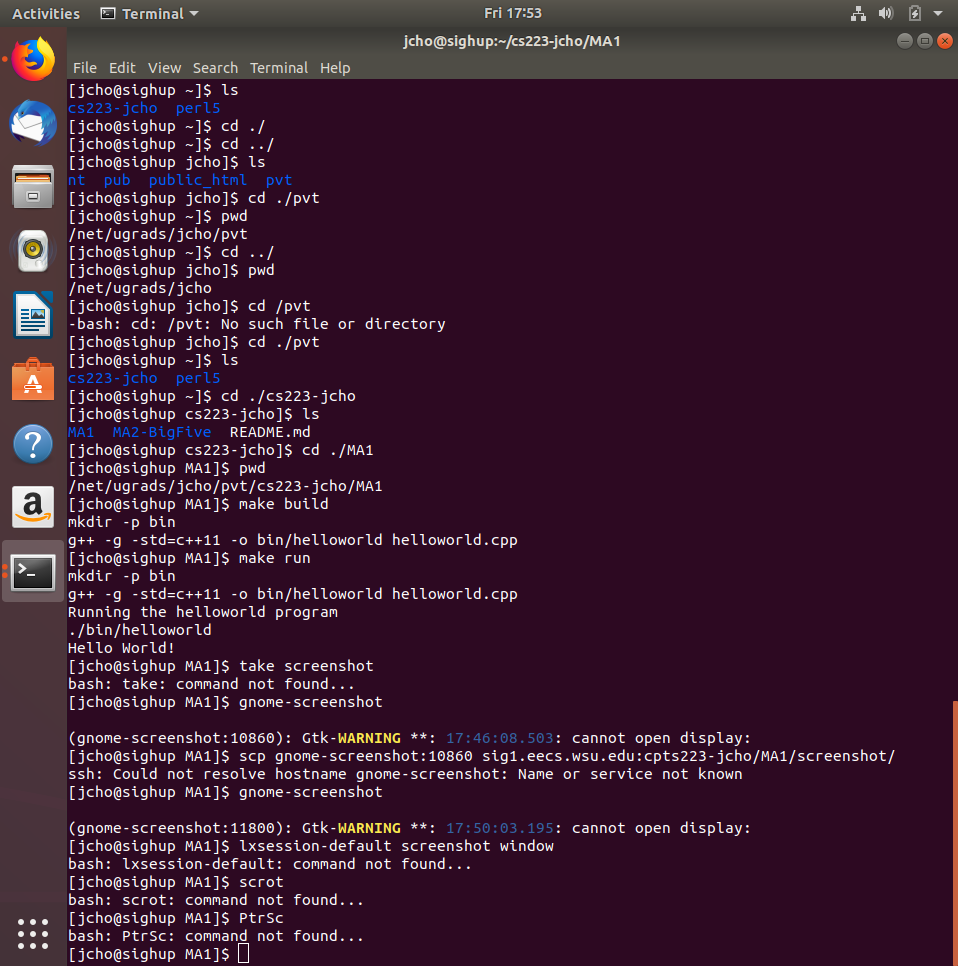 Activities Terminal Fri 17:53
jcho@sighup:~/cs223-jcho/MA1
File Edit View Search Terminal Help
[jcho@sighup ~]$ ls
cs223-jcho  perl5
[jcho@sighup ~]$ cd ./
[jcho@sighup ~]$ cd ../
[jcho@sighup jcho]$ ls
nt  pub  public_html  pvt
[jcho@sighup jcho]$ cd ./pvt
[jcho@sighup ~]$ pwd
/net/ugrads/jcho/pvt
[jcho@sighup ~]$ cd ../
[jcho@sighup jcho]$ pwd
/net/ugrads/jcho
[jcho@sighup jcho]$ cd /pvt
-bash: cd: /pvt: No such file or directory
[jcho@sighup jcho]$ cd ./pvt
[jcho@sighup ~]$ ls
cs223-jcho  perl5
[jcho@sighup ~]$ cd ./cs223-jcho
[jcho@sighup cs223-jcho]$ ls
MA1  MA2-BigFive  README.md
[jcho@sighup cs223-jcho]$ cd ./MA1
[jcho@sighup MA1]$ pwd
/net/ugrads/jcho/pvt/cs223-jcho/MA1
[jcho@sighup MA1]$ make build
mkdir -p bin
g++ -g -std=c++11 -o bin/helloworld helloworld.cpp
[jcho@sighup MA1]$ make run
mkdir -p bin
g++ -g -std=c++11 -o bin/helloworld helloworld.cpp
Running the helloworld program
./bin/helloworld
Hello World!
[jcho@sighup MA1]$ take screenshot
bash: take: command not found...
[jcho@sighup MA1]$ gnome-screenshot
(gnome-screenshot:10860): Gtk-WARNING **: 17:46:08.503: cannot open display:
[jcho@sighup MA1]$ scp gnome-screenshot:10860 sig1.eecs.wsu.edu:cpts223-jcho/MA1/screenshot/
ssh: Could not resolve hostname gnome-screenshot: Name or service not known
[jcho@sighup MA1]$ gnome-screenshot
(gnome-screenshot:11800): Gtk-WARNING **: 17:50:03.195: cannot open display:
[jcho@sighup MA1]$ lxsession-default screenshot window
bash: lxsession-default: command not found...
[jcho@sighup MA1]$ scrot
bash: scrot: command not found...
[jcho@sighup MA1]$ PtrSc
bash: PtrSc: command not found...
[jcho@sighup MA1]$